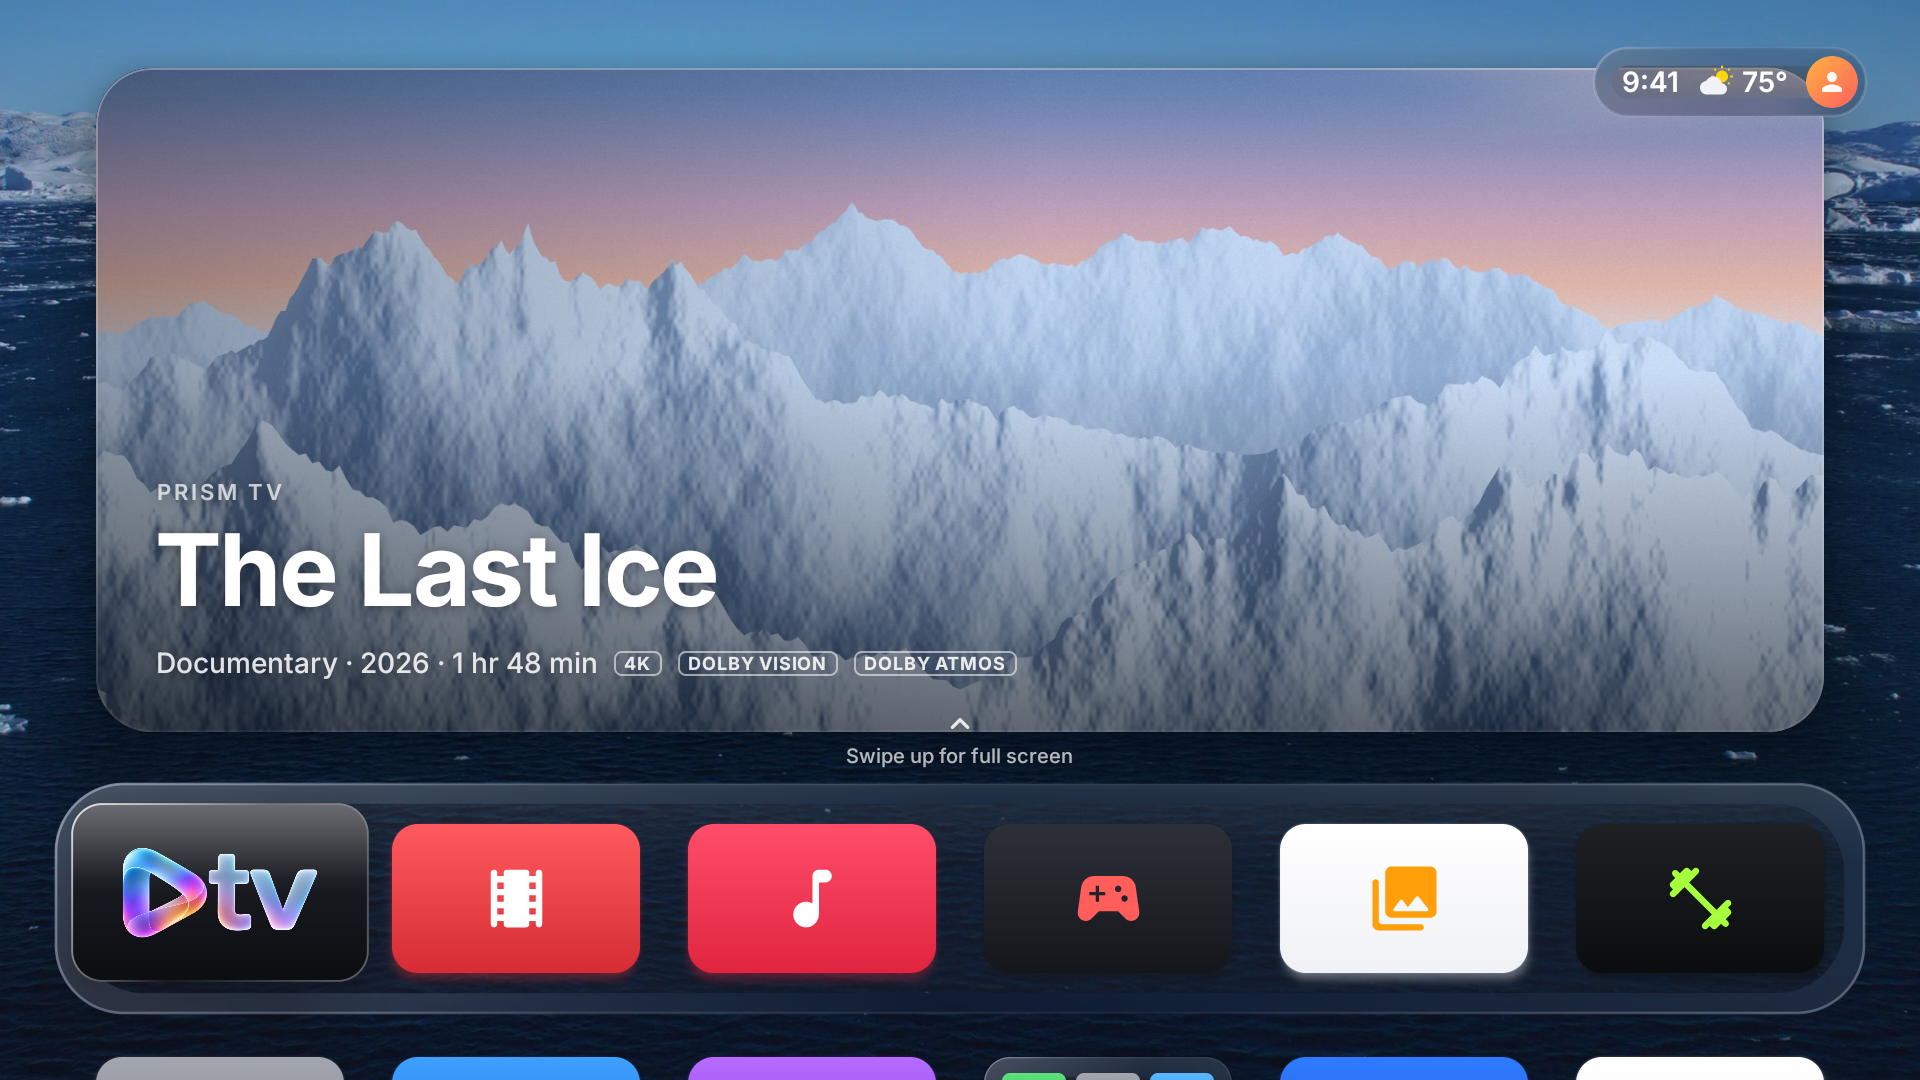 9:41 75°
PRISM TV
The Last Ice
Documentary · 2026 · 1 hr 48 min 4K DOLBY VISION DOLBY ATMOS
Swipe up for full screen
tv